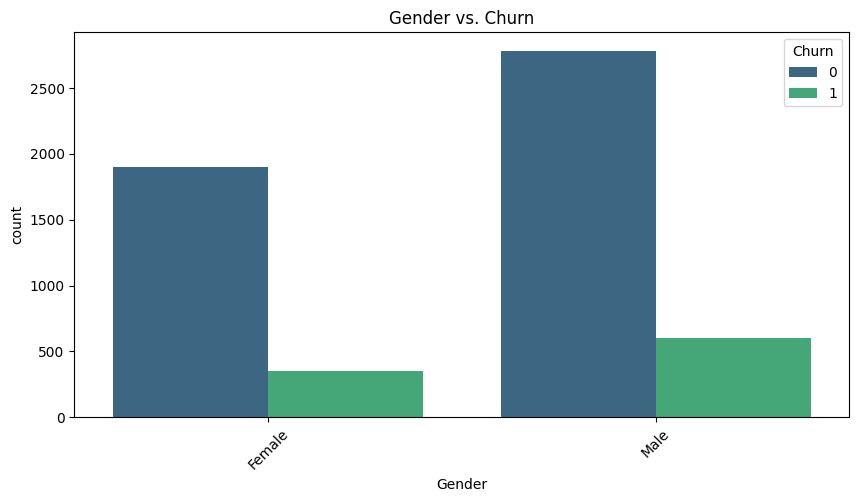 Gender vs. Churn
Churn
0
1
2500
2000
1500
1000
500
0
count
Female
Male
Gender